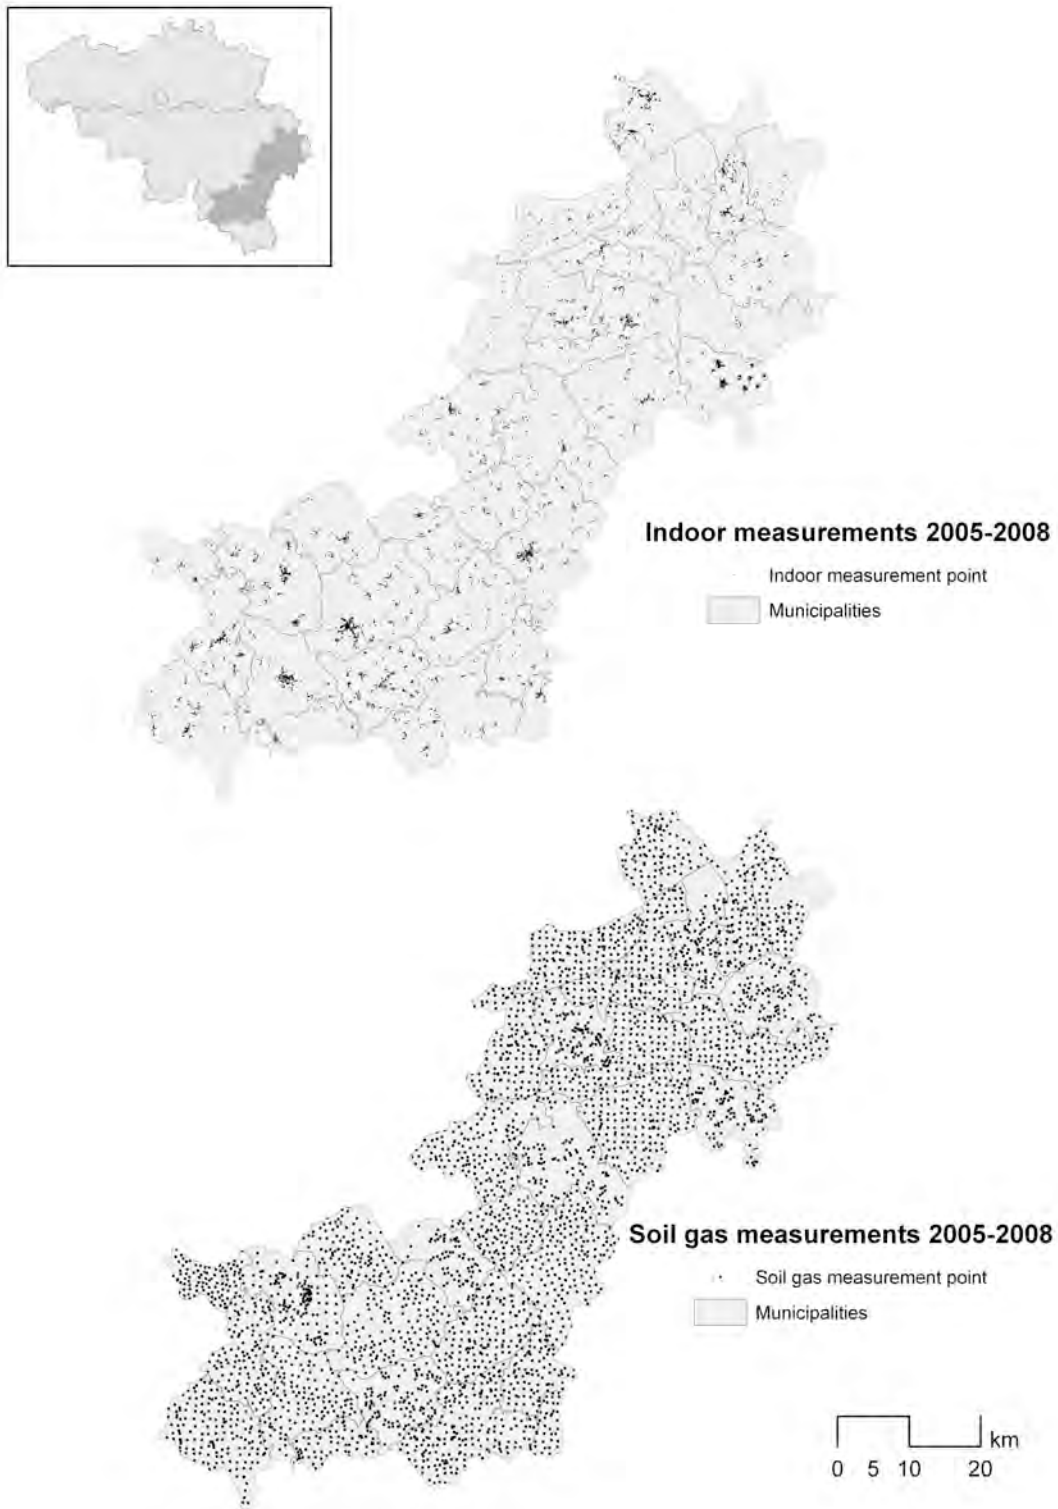 Indoor measurements 2005-2008
Indoor measurement point
Municipalities
Soil gas measurements 2005-2008
Soil gas measurement point
Municipalities
km
0 5 10 20